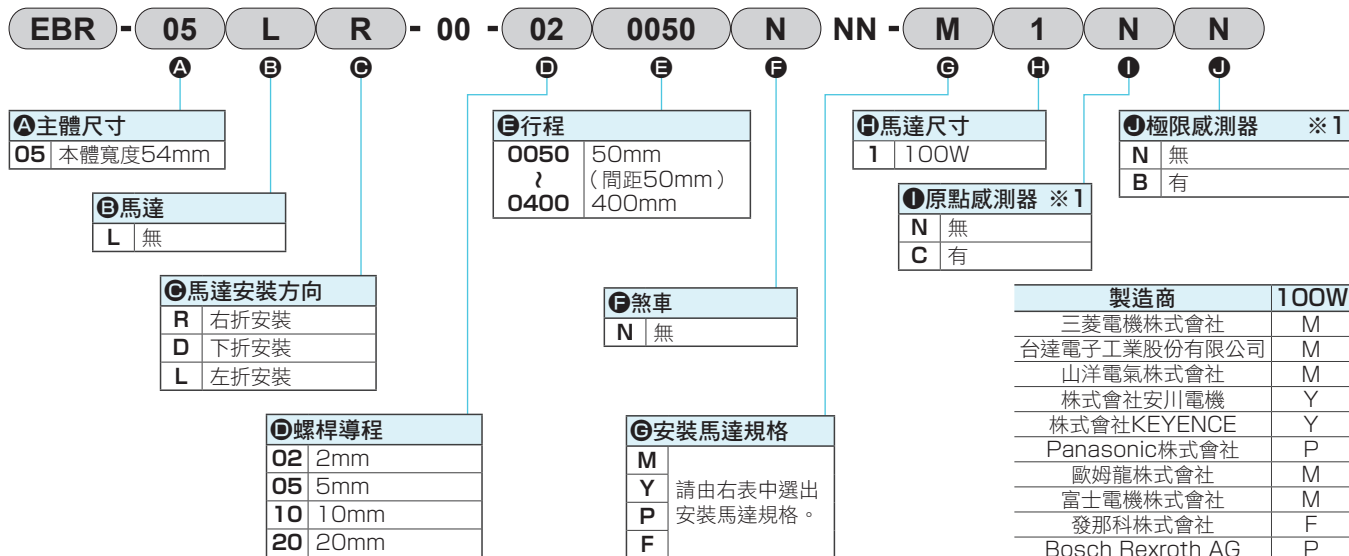 EBR - 05 L R - 00 - 02 0050 N NN - M 1 N N
A B C D E F G H I J
A主體尺寸
05 本體寬度54mm
B馬達
L 無
C馬達安裝方向
R 右折安裝
D 下折安裝
L 左折安裝
D螺桿導程
02 2mm
05 5mm
10 10mm
20 20mm
E行程
0050 50mm
~ (間距50mm)
0400 400mm
F煞車
N 無
G安裝馬達規格
M
Y
P
F
請由右表中選出
安裝馬達規格。
H馬達尺寸
1 100W
I原點感測器 ※1
N 無
C 有
J極限感測器 ※1
N 無
B 有
製造商 100W
三菱電機株式會社 M
台達電子工業股份有限公司 M
山洋電氣株式會社 M
株式會社安川電機 Y
株式會社KEYENCE Y
Panasonic株式會社 P
歐姆龍株式會社 M
富士電機株式會社 M
發那科株式會社 F
Bosch Rexroth AG P